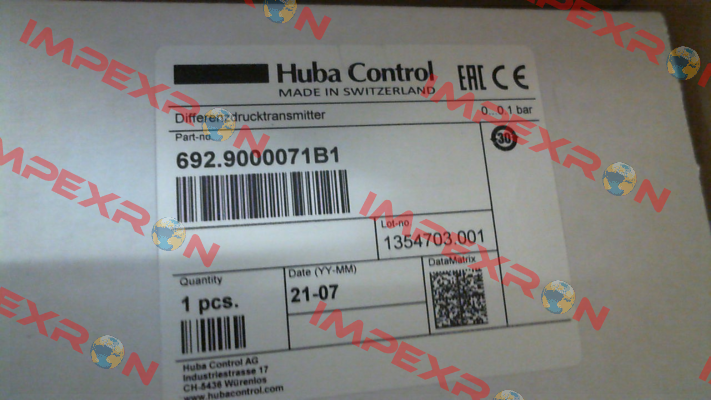 Huba Control
MADE IN SWITZERLAND
EAC CE
Differenzdrucktransmitter
0...0.1 bar
Part-no.
692.9000071B1
30
Lot-no.
1354703.001
Quantity
1 pcs.
Date (YY-MM)
21-07
DataMatrix
Huba Control AG
Industriestrasse 17
CH-5436 Würenlos
www.hubacontrol.com
IMPEXRON
IMPEXRON
IMPEXRON
IMPEXRON
IMPEXRON
IMPEXRON